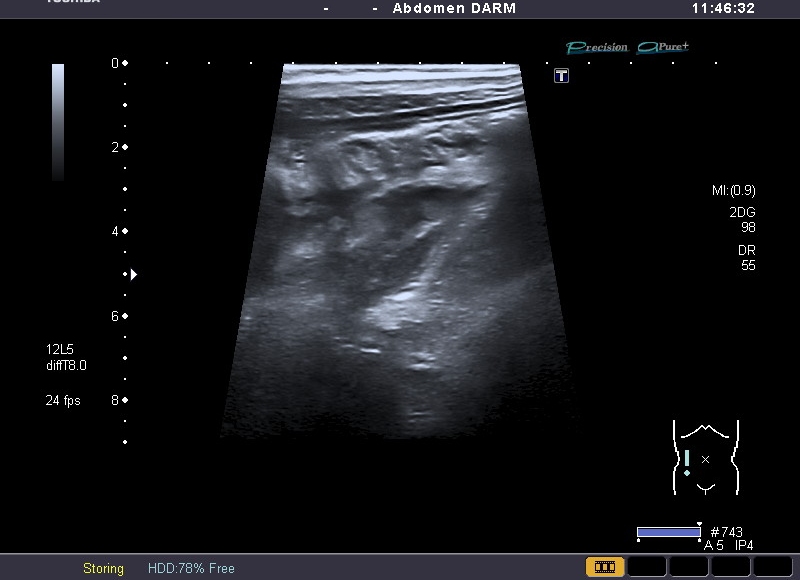 - - Abdomen DARM 11:46:32
Precision APure+
T
0
2
4
6
8
MI:(0.9)
2DG
98
DR
55
12L5
diffT8.0
24 fps
#743
A 5 IP4
Storing HDD:78% Free